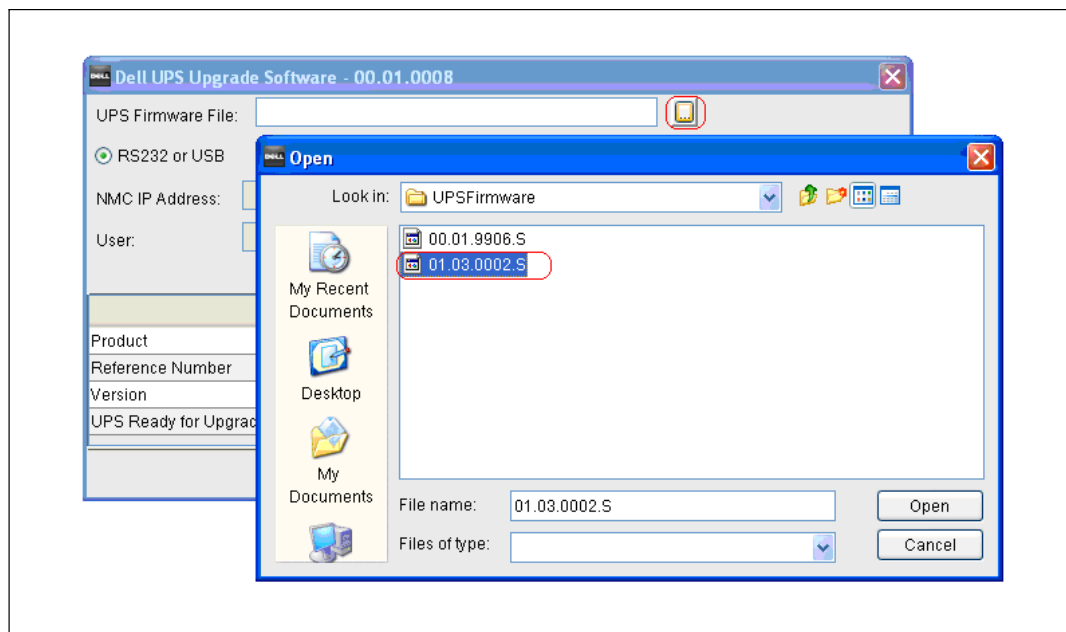 DELL Dell UPS Upgrade Software - 00.01.0008
UPS Firmware File:
RS232 or USB
NMC IP Address:
User:
Product
Reference Number
Version
UPS Ready for Upgrac
DELL Open
Look in: UPSFirmware
00.01.9906.S
01.03.0002.S
My Recent
Documents
Desktop
My
Documents
File name: 01.03.0002.S
Open
Files of type:
Cancel